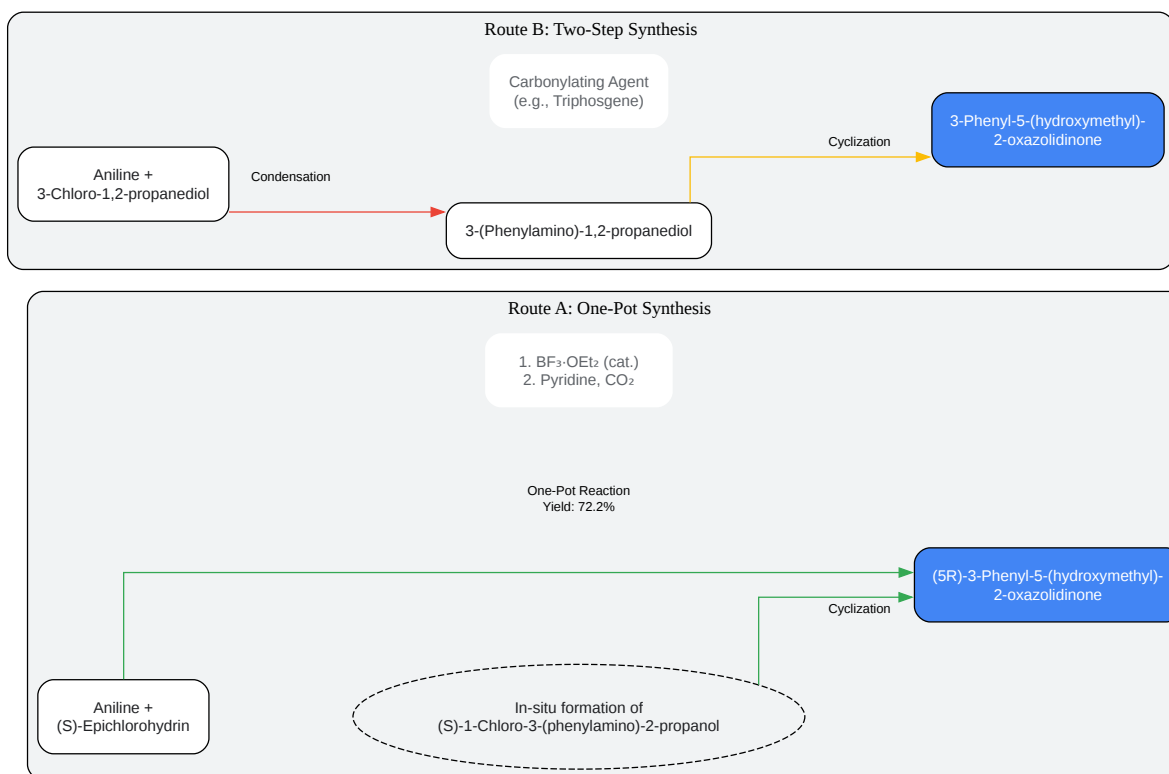 Route B: Two-Step Synthesis
Carbonylating Agent
(e.g., Triphosgene)
3-Phenyl-5-(hydroxymethyl)-
2-oxazolidinone
Cyclization
Aniline +
3-Chloro-1,2-propanediol
Condensation
3-(Phenylamino)-1,2-propanediol
Route A: One-Pot Synthesis
1. BF₃·OEt₂ (cat.)
2. Pyridine, CO₂
One-Pot Reaction
Yield: 72.2%
(5R)-3-Phenyl-5-(hydroxymethyl)-
2-oxazolidinone
Cyclization
Aniline +
(S)-Epichlorohydrin
In-situ formation of
(S)-1-Chloro-3-(phenylamino)-2-propanol